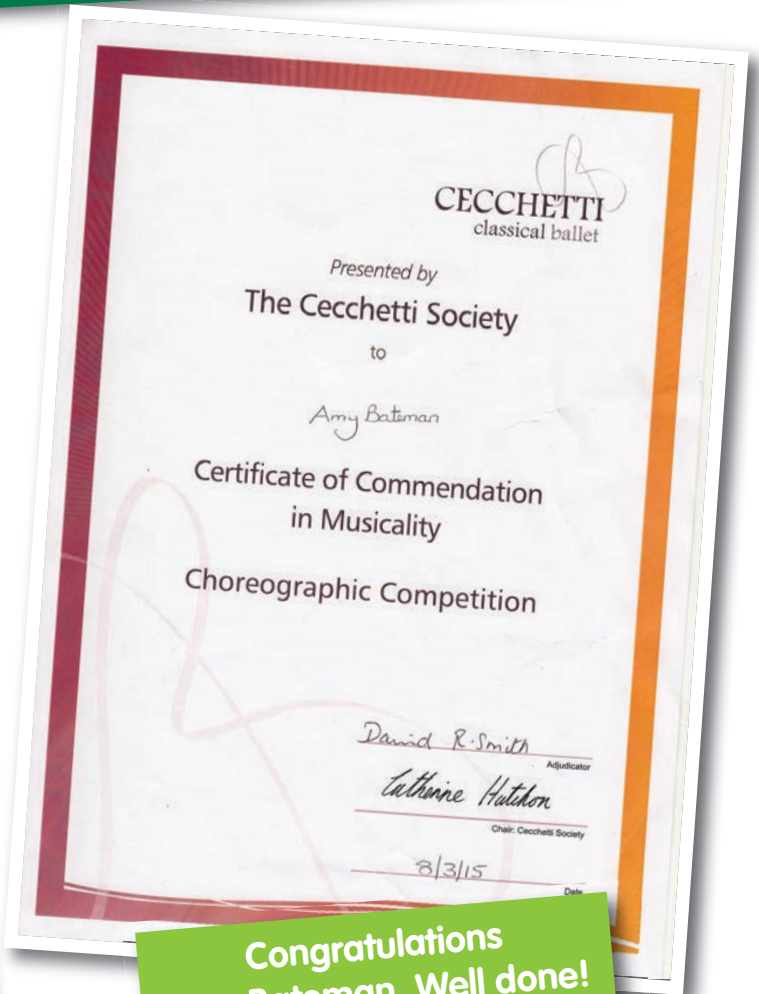 CECCHETTI
classical ballet
Presented by
The Cecchetti Society
to
Amy Bateman
Certificate of Commendation
in Musicality
Choreographic Competition
David R. Smith
Adjudicator
Catherine Hutchon
Chair: Cecchetti Society
8/3/15
Date
Congratulations
Bateman. Well done!